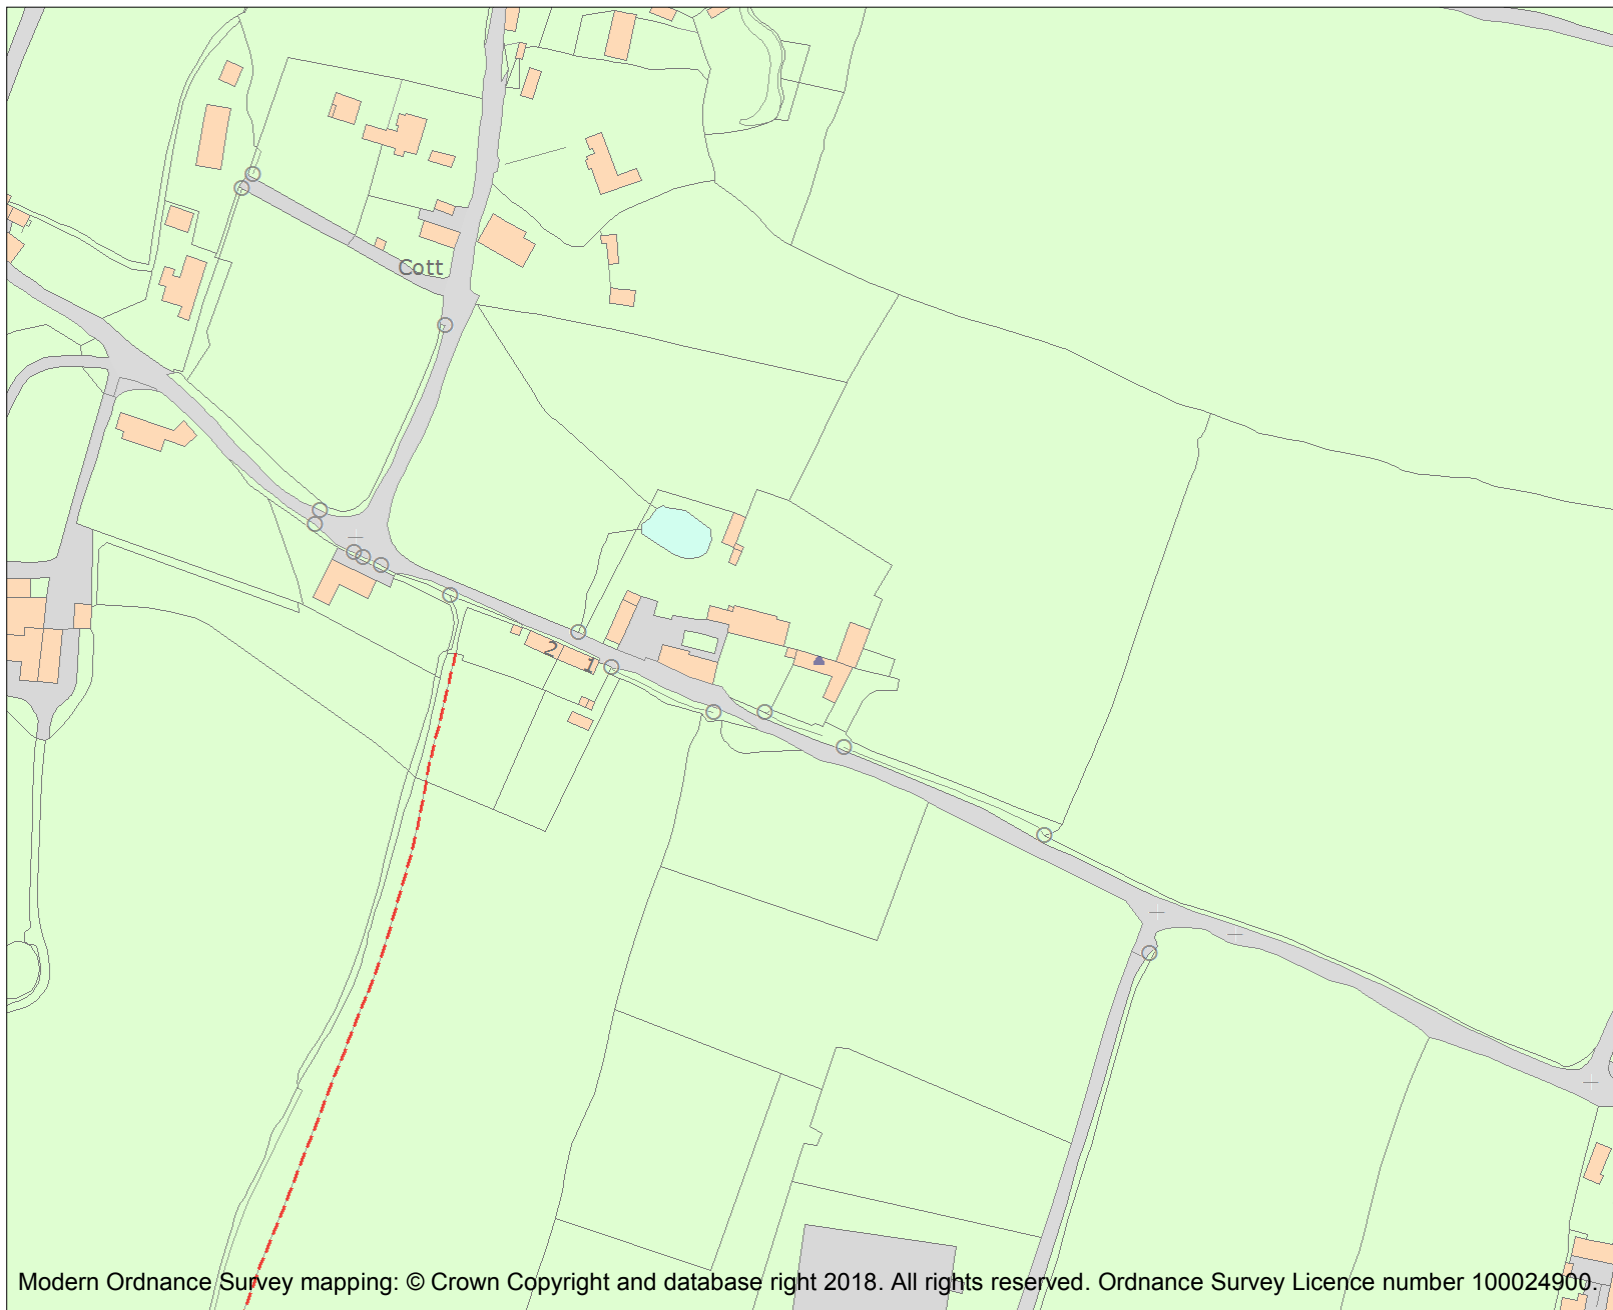 Cott
2
1
Modern Ordnance Survey mapping: © Crown Copyright and database right 2018. All rights reserved. Ordnance Survey Licence number 100024900.